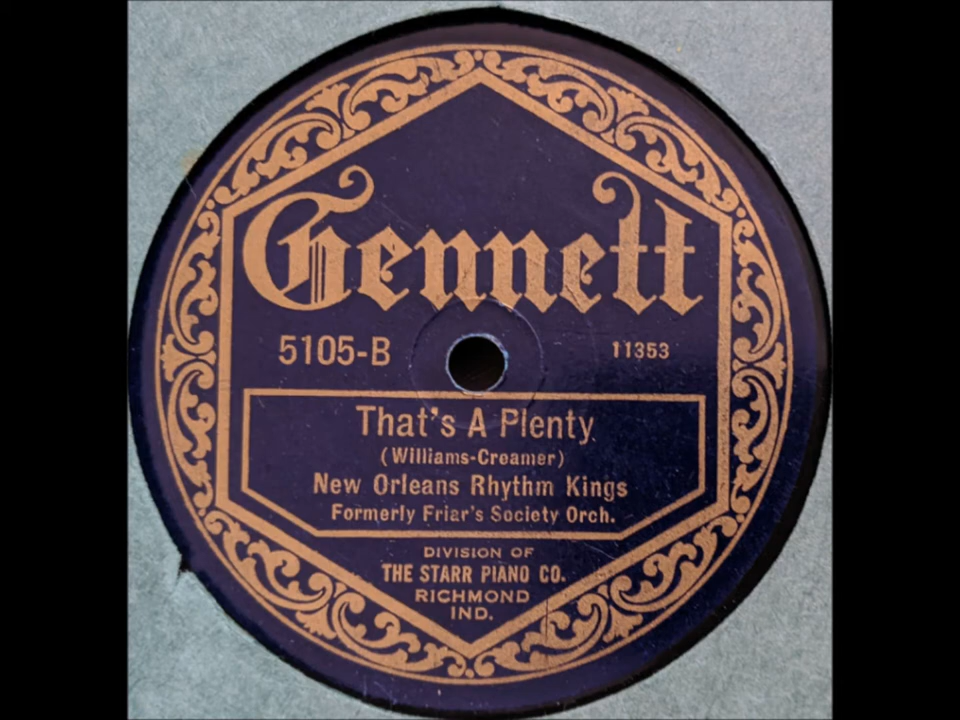 Gennett
5105-B 11353
That's A Plenty
(Williams-Creamer)
New Orleans Rhythm Kings
Formerly Friar's Society Orch.
DIVISION OF
THE STARR PIANO CO.
RICHMOND
IND.